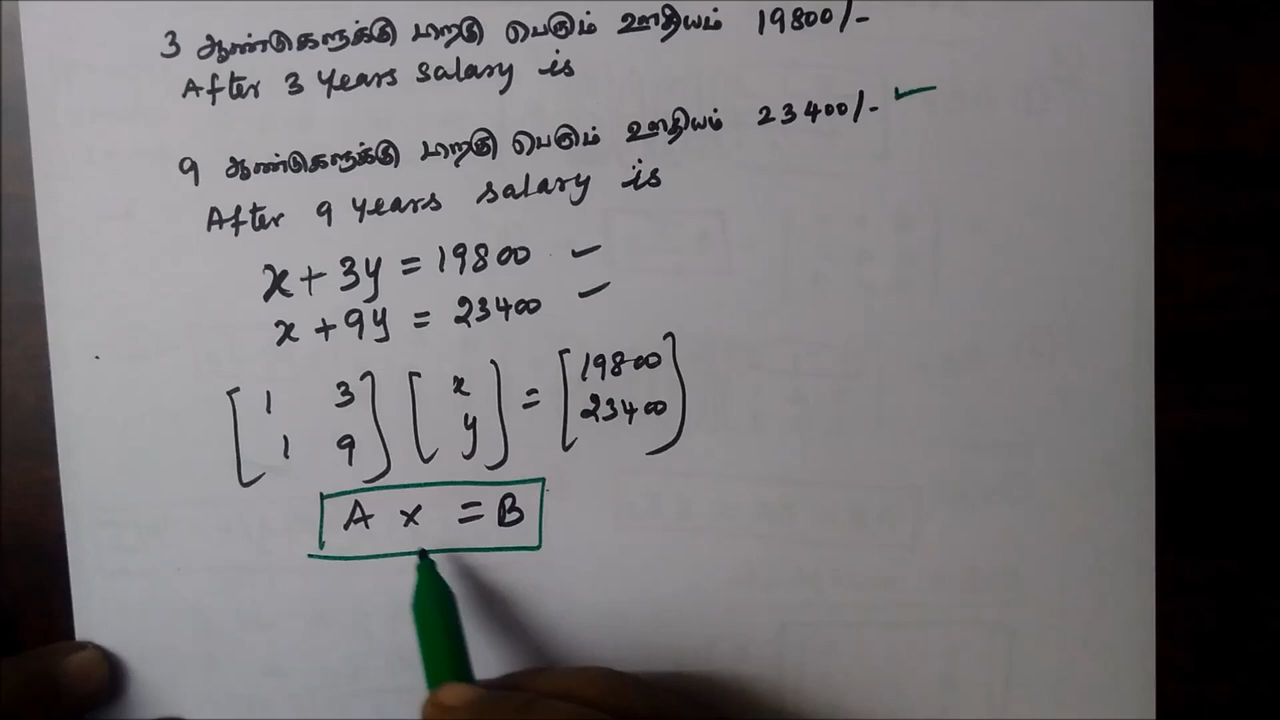 3 ஆண்டுகளுக்கு பிறகு பெறும் ஊதியம் 19800/-
After 3 years salary is
9 ஆண்டுகளுக்கு பிறகு பெறும் ஊதியம் 23400/- ✓
After 9 years salary is
x + 3y = 19800 ✓
x + 9y = 23400 ✓
[1 3] [x] = [19800]
[1 9] [y] [23400]
A x = B